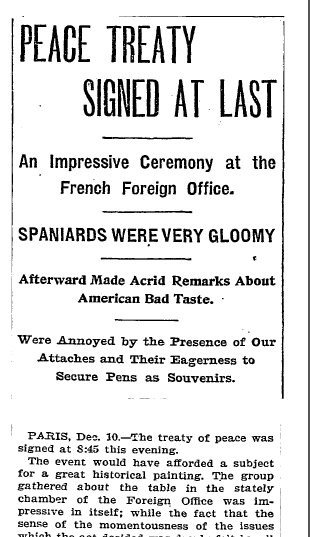 PEACE TREATY
SIGNED AT LAST
An Impressive Ceremony at the
French Foreign Office.
SPANIARDS WERE VERY GLOOMY
Afterward Made Acrid Remarks About
American Bad Taste.
Were Annoyed by the Presence of Our
Attaches and Their Eagerness to
Secure Pens as Souvenirs.
PARIS, Dec. 10.—The treaty of peace was
signed at 8:45 this evening.
The event would have afforded a subject
for a great historical painting. The group
gathered about the table in the stately
chamber of the Foreign Office was im-
pressive in itself; while the fact that the
sense of the momentousness of the issues
which the act decided was